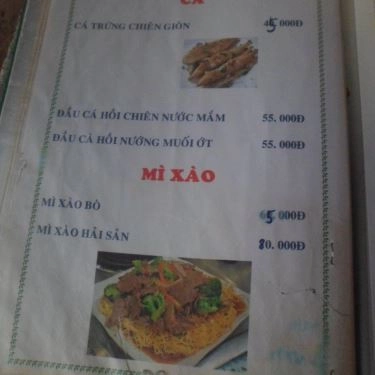 CÁ
CÁ TRỨNG CHIÊN GIÒN 45.000Đ
ĐẦU CÁ HỒI CHIÊN NƯỚC MẮM 55.000Đ
ĐẦU CÁ HỒI NƯỚNG MUỐI ỚT 55.000Đ
MÌ XÀO
MÌ XÀO BÒ 65.000Đ
MÌ XÀO HẢI SẢN 80.000Đ